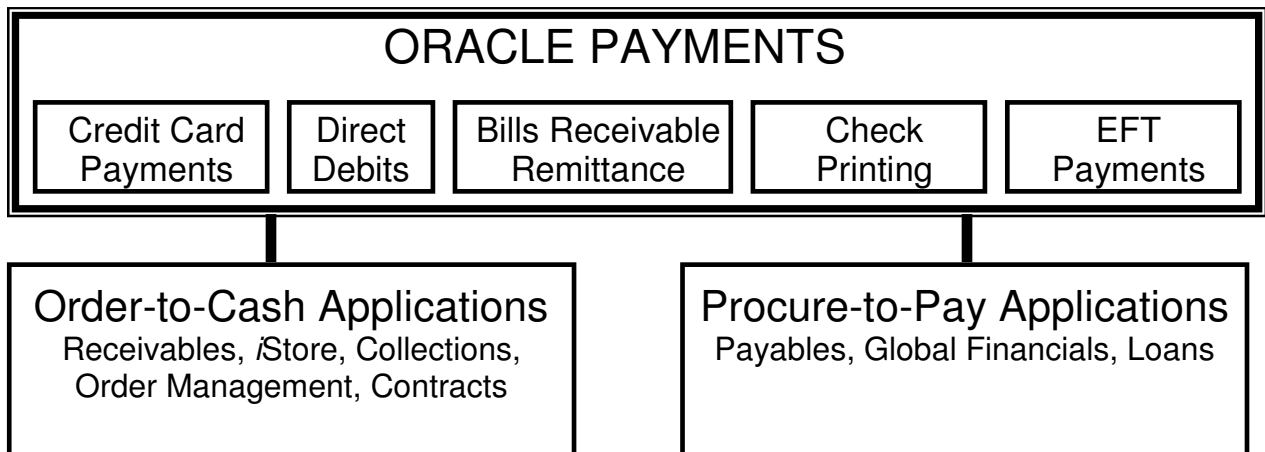 ORACLE PAYMENTS
Credit Card
Payments
Direct
Debits
Bills Receivable
Remittance
Check
Printing
EFT
Payments
Order-to-Cash Applications
Receivables, iStore, Collections,
Order Management, Contracts
Procure-to-Pay Applications
Payables, Global Financials, Loans